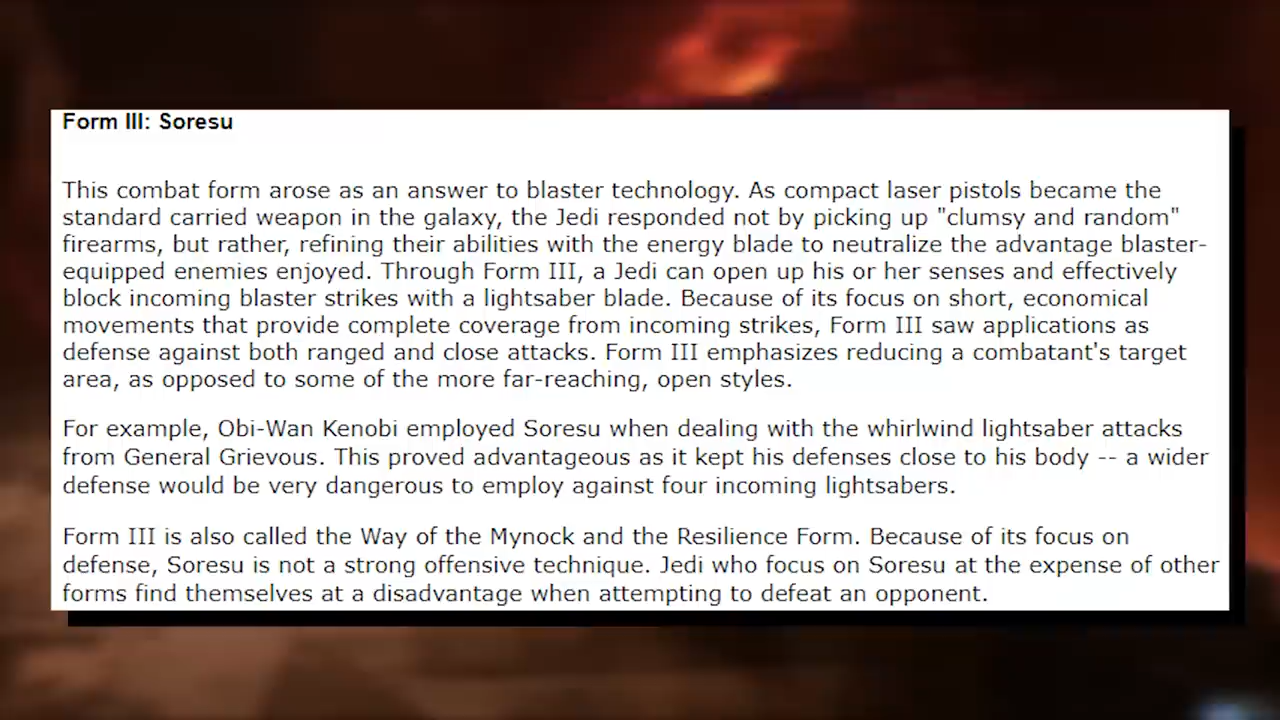 Form III: Soresu
This combat form arose as an answer to blaster technology. As compact laser pistols became the
standard carried weapon in the galaxy, the Jedi responded not by picking up "clumsy and random"
firearms, but rather, refining their abilities with the energy blade to neutralize the advantage blaster-
equipped enemies enjoyed. Through Form III, a Jedi can open up his or her senses and effectively
block incoming blaster strikes with a lightsaber blade. Because of its focus on short, economical
movements that provide complete coverage from incoming strikes, Form III saw applications as
defense against both ranged and close attacks. Form III emphasizes reducing a combatant's target
area, as opposed to some of the more far-reaching, open styles.
For example, Obi-Wan Kenobi employed Soresu when dealing with the whirlwind lightsaber attacks
from General Grievous. This proved advantageous as it kept his defenses close to his body -- a wider
defense would be very dangerous to employ against four incoming lightsabers.
Form III is also called the Way of the Mynock and the Resilience Form. Because of its focus on
defense, Soresu is not a strong offensive technique. Jedi who focus on Soresu at the expense of other
forms find themselves at a disadvantage when attempting to defeat an opponent.